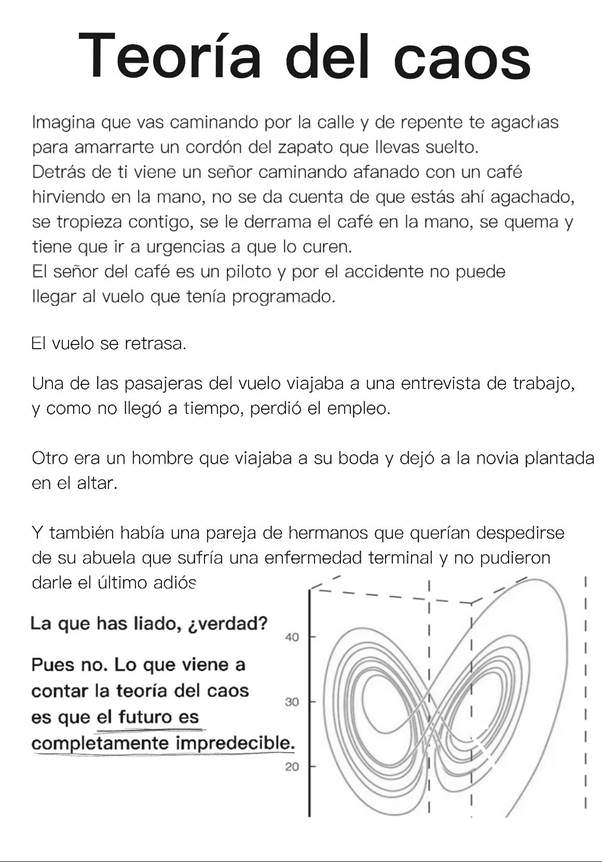 Teoría del caos
Imagina que vas caminando por la calle y de repente te agachas
para amarrarte un cordón del zapato que llevas suelto.
Detrás de ti viene un señor caminando afanado con un café
hirviendo en la mano, no se da cuenta de que estás ahí agachado,
se tropieza contigo, se le derrama el café en la mano, se quema y
tiene que ir a urgencias a que lo curen.
El señor del café es un piloto y por el accidente no puede
llegar al vuelo que tenía programado.
El vuelo se retrasa.
Una de las pasajeras del vuelo viajaba a una entrevista de trabajo,
y como no llegó a tiempo, perdió el empleo.
Otro era un hombre que viajaba a su boda y dejó a la novia plantada
en el altar.
Y también había una pareja de hermanos que querían despedirse
de su abuela que sufría una enfermedad terminal y no pudieron
darle el último adiós
La que has liado, ¿verdad?
Pues no. Lo que viene a
contar la teoría del caos
es que el futuro es
completamente impredecible.
40
30
20